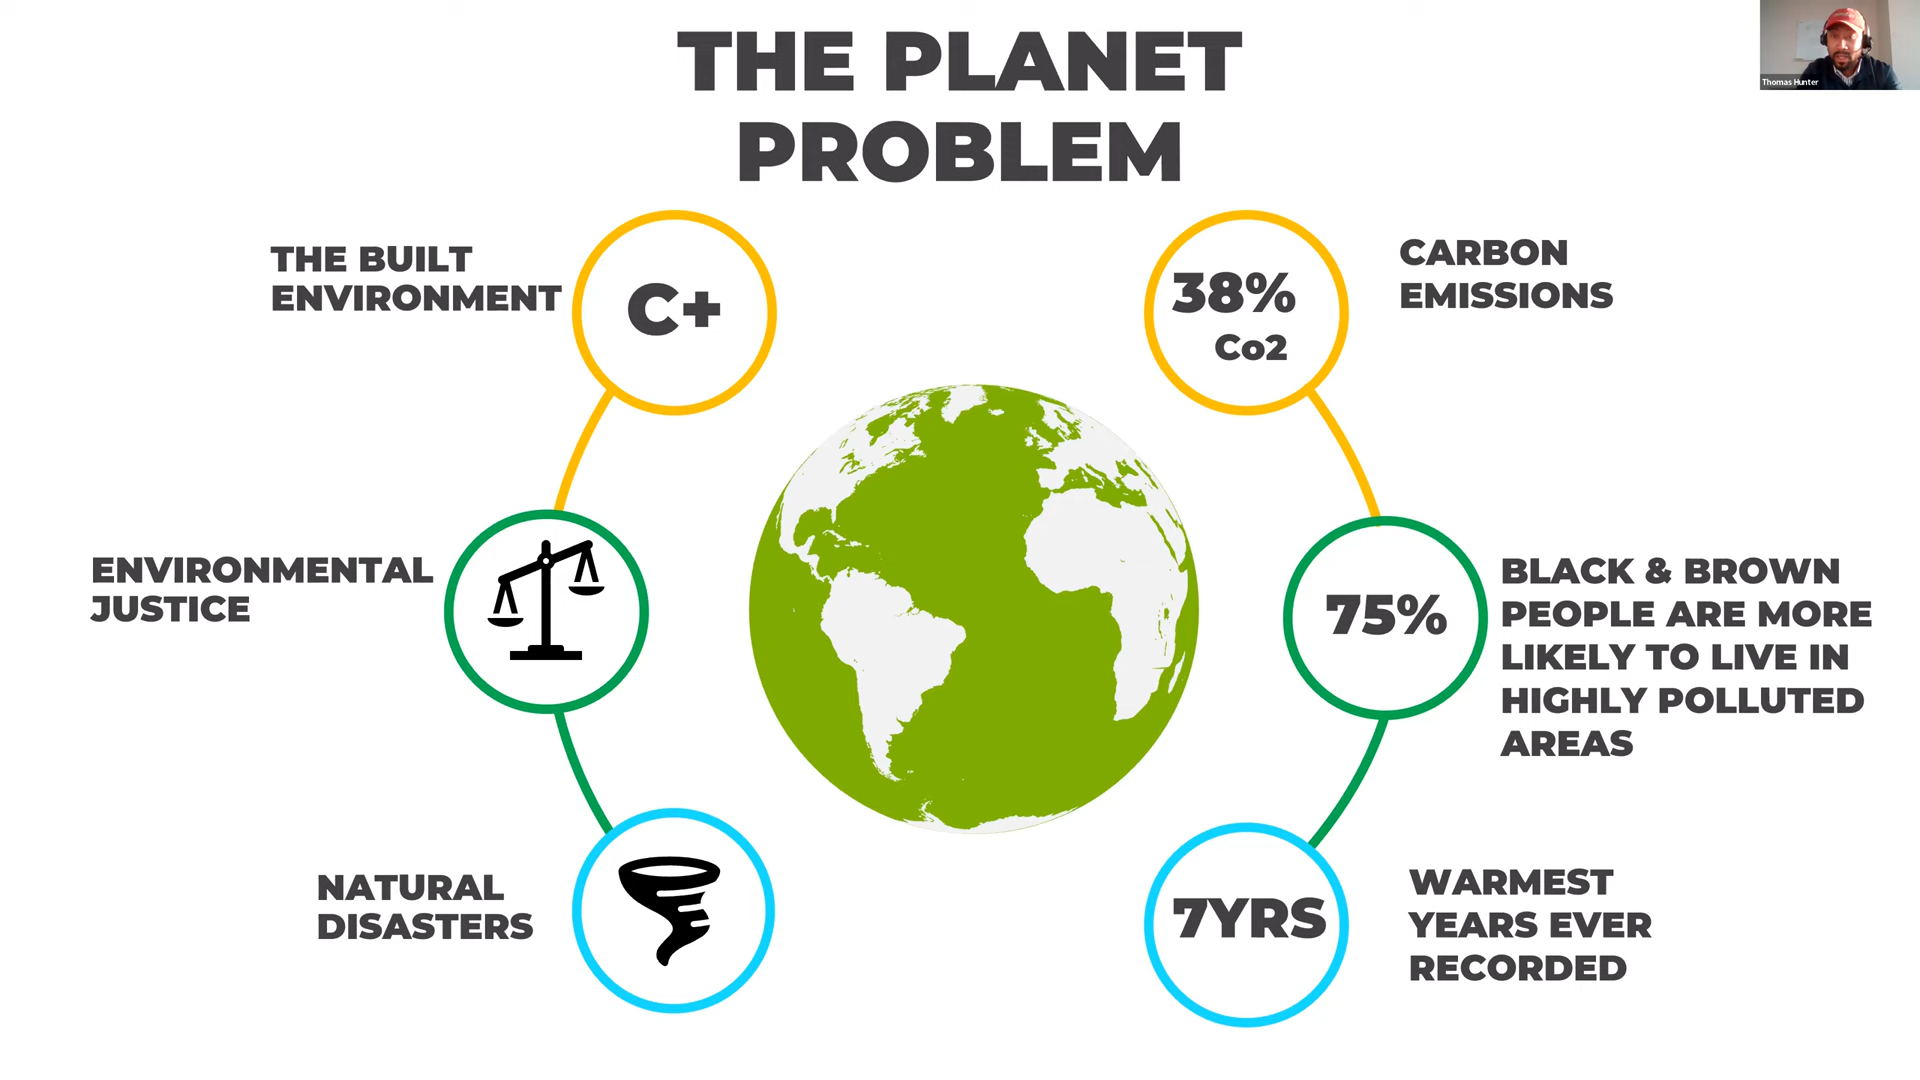 THE PLANET
PROBLEM
Thomas Hunter
THE BUILT
ENVIRONMENT
C+
38%
Co2
CARBON
EMISSIONS
ENVIRONMENTAL
JUSTICE
75%
BLACK & BROWN
PEOPLE ARE MORE
LIKELY TO LIVE IN
HIGHLY POLLUTED
AREAS
NATURAL
DISASTERS
7YRS
WARMEST
YEARS EVER
RECORDED